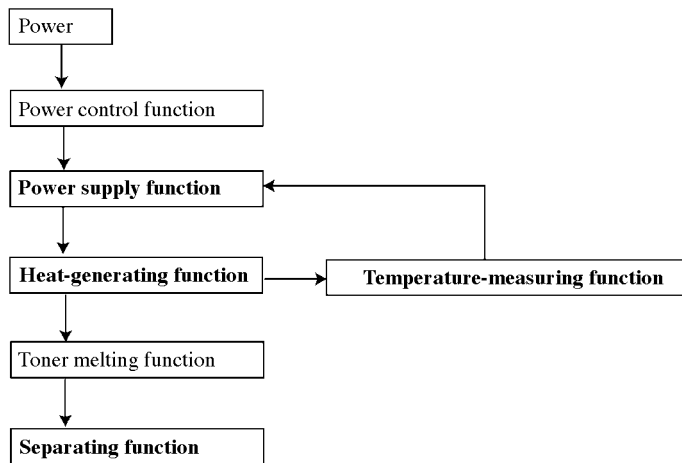 Power
Power control function
Power supply function
Heat-generating function
Temperature-measuring function
Toner melting function
Separating function